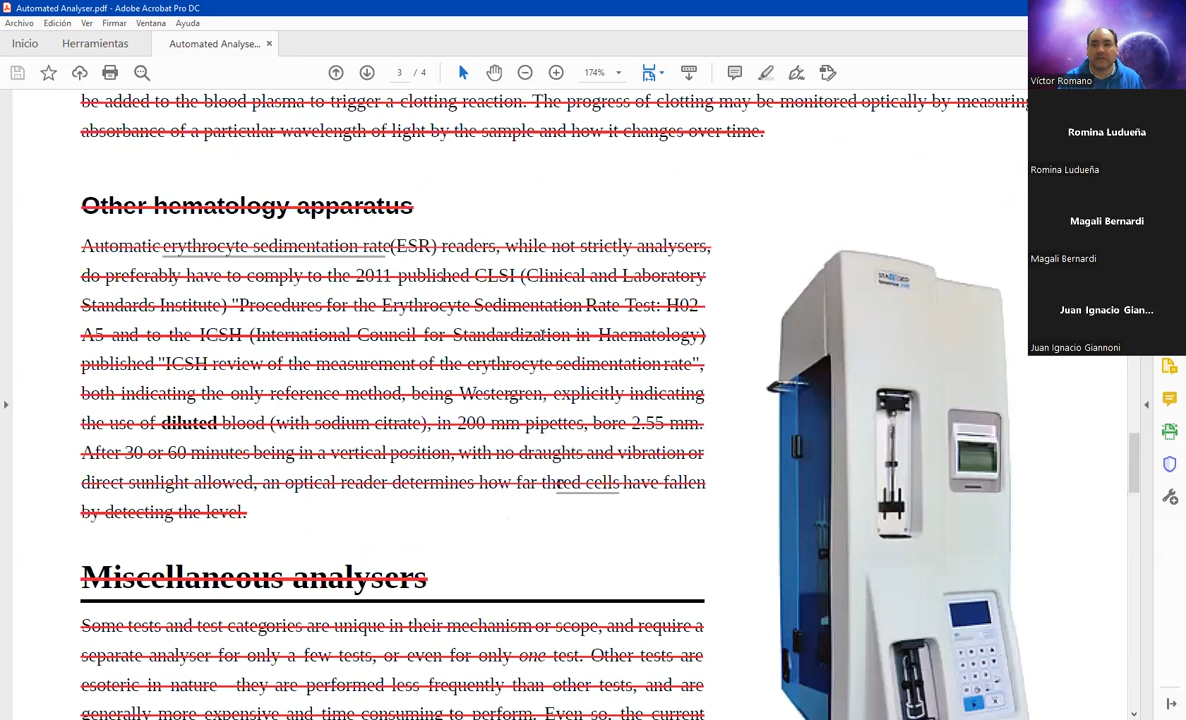 Automated Analyser.pdf - Adobe Acrobat Pro DC
Archivo Edición Ver Firmar Ventana Ayuda
Inicio Herramientas Automated Analyse... ×
3 / 4 174%
be added to the blood plasma to trigger a clotting reaction. The progress of clotting may be monitored optically by measuring
absorbance of a particular wavelength of light by the sample and how it changes over time.
Other hematology apparatus
Automatic erythrocyte sedimentation rate(ESR) readers, while not strictly analysers,
do preferably have to comply to the 2011-published CLSI (Clinical and Laboratory
Standards Institute) "Procedures for the Erythrocyte Sedimentation Rate Test: H02-
A5 and to the ICSH (International Council for Standardization in Haematology)
published "ICSH review of the measurement of the erythrocyte sedimentation rate",
both indicating the only reference method, being Westergren, explicitly indicating
the use of diluted blood (with sodium citrate), in 200 mm pipettes, bore 2.55 mm.
After 30 or 60 minutes being in a vertical position, with no draughts and vibration or
direct sunlight allowed, an optical reader determines how far the red cells have fallen
by detecting the level.
Miscellaneous analysers
Some tests and test categories are unique in their mechanism or scope, and require a
separate analyser for only a few tests, or even for only one test. Other tests are
esoteric in nature—they are performed less frequently than other tests, and are
generally more expensive and time-consuming to perform. Even so, the current
Víctor Romano
Romina Ludueña
Romina Ludueña
Magali Bernardi
Magali Bernardi
Juan Ignacio Gian...
Juan Ignacio Giannoni